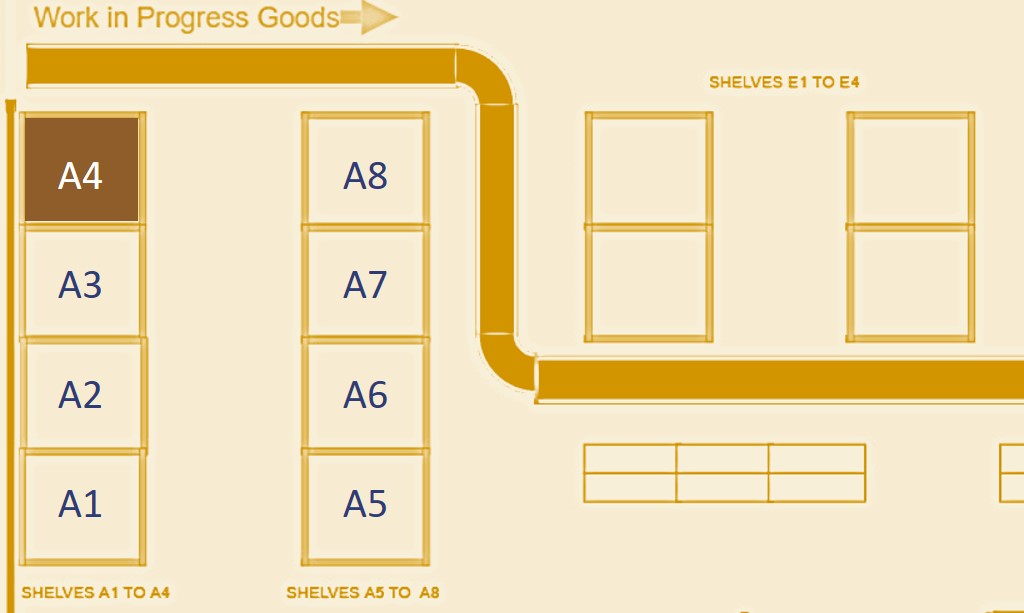 Work in Progress Goods
SHELVES E1 TO E4
A4
A8
A3
A7
A2
A6
A1
A5
SHELVES A1 TO A4
SHELVES A5 TO A8